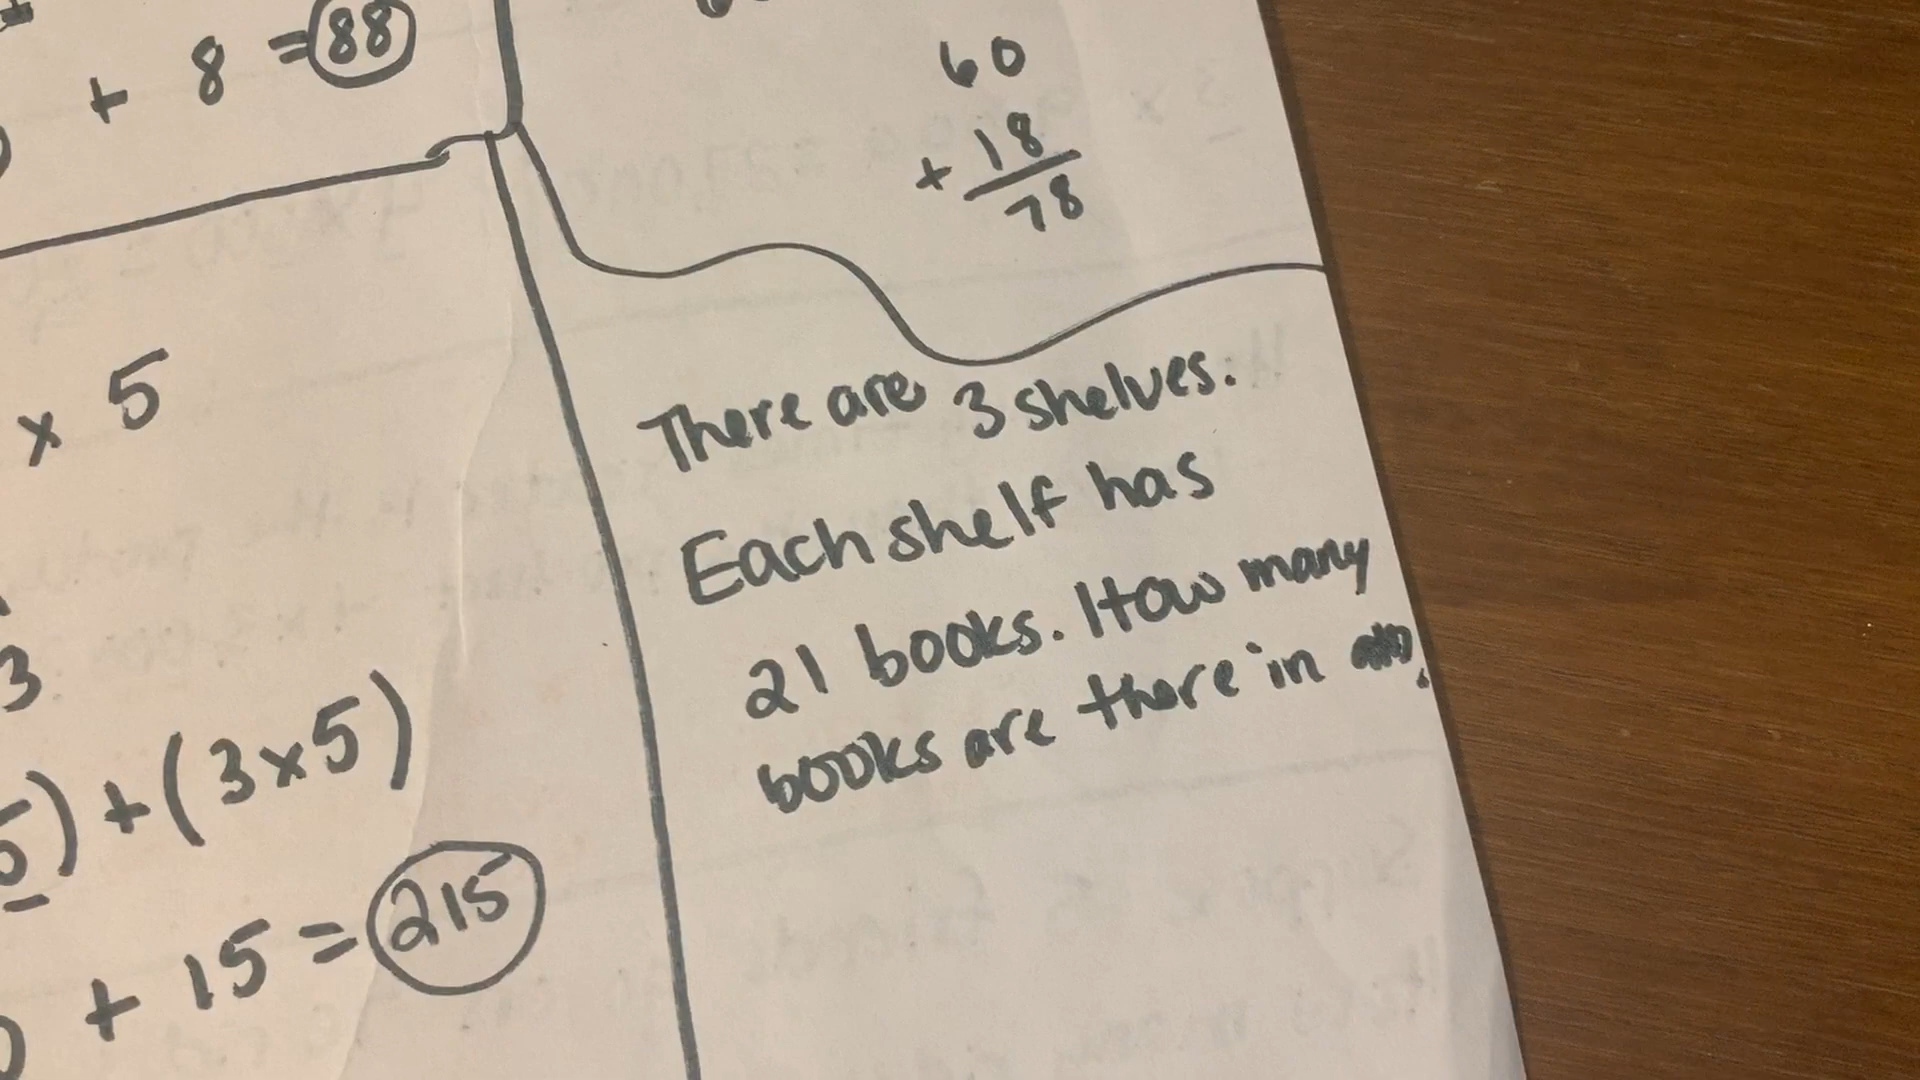 + 8 = 88
60
+ 18
78
x 5
3
5) + (3x5)
+ 15 = 215
There are 3 shelves.
Each shelf has
21 books. How many
books are there in